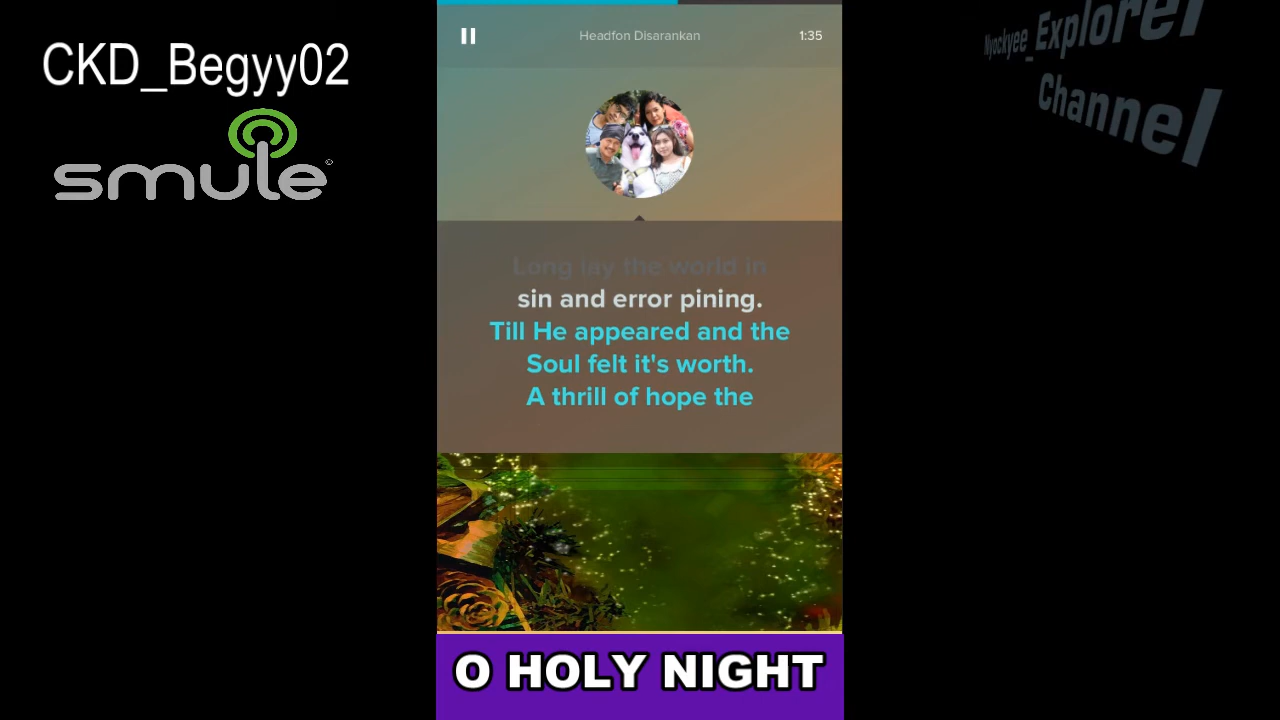 CKD_Begyy02
smule
Headfon Disarankan
1:35
Nyockyee_Explorer
Channel
Long lay the world in
sin and error pining.
Till He appeared and the
Soul felt it's worth.
A thrill of hope the
O HOLY NIGHT